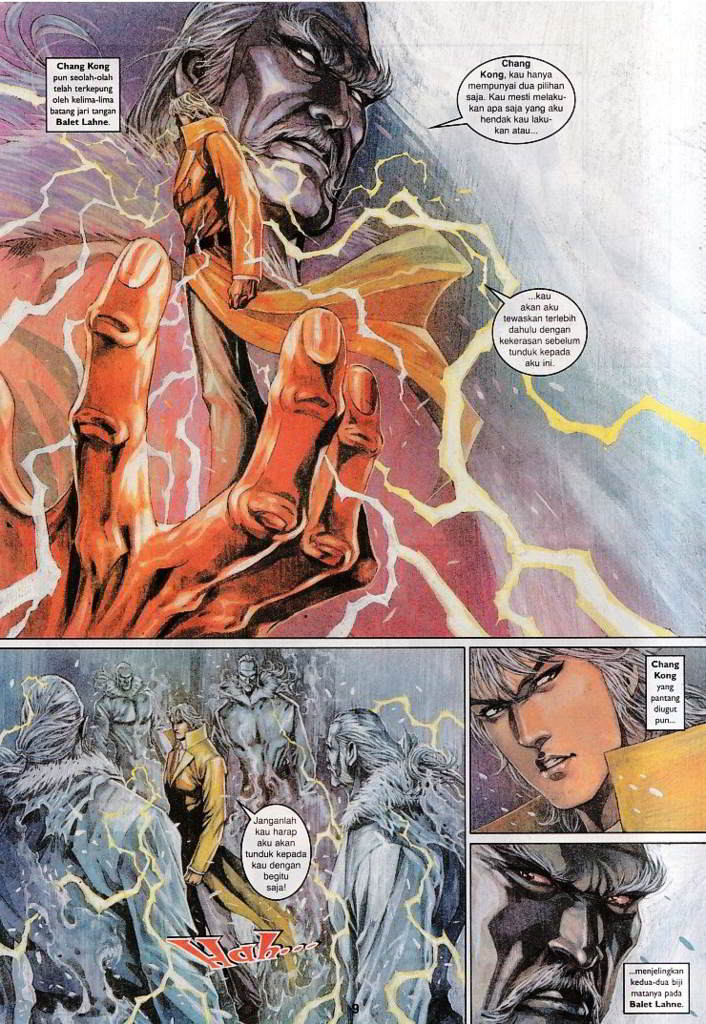 Chang Kong
pun seolah-olah
telah terkepung
oleh kelima-lima
batang jari tangan
Balet Lahne.
Chang
Kong, kau hanya
mempunyai dua pilihan
saja. Kau mesti melaku-
kan apa saja yang aku
hendak kau laku-
kan atau...
...kau
akan aku
tewaskan terlebih
dahulu dengan
kekerasan sebelum
tunduk kepada
aku ini.
Janganlah
kau harap
aku akan
tunduk kepada
kau dengan
begitu
saja!
Hah...
Chang
Kong
yang
pantang
diugut
pun...
...menjelingkan
kedua-dua biji
matanya pada
Balet Lahne.
9